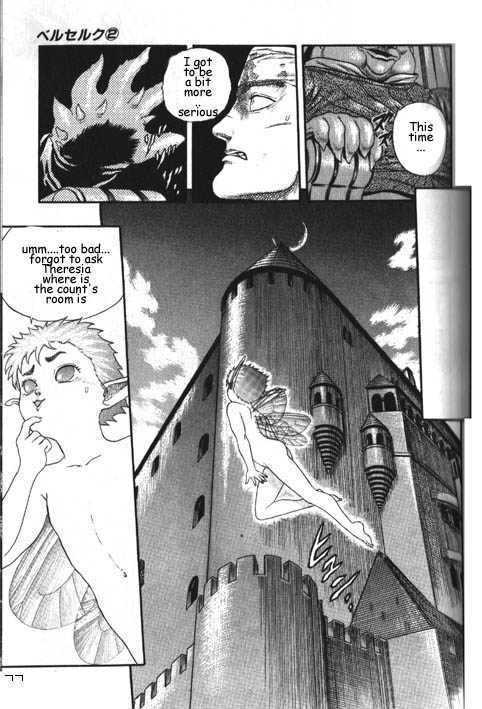 ベルセルク②
This
time
...
I got
to be
a bit
more
..
serious
umm....too bad...
forgot to ask
Theresia
where is
the count's
room is
77